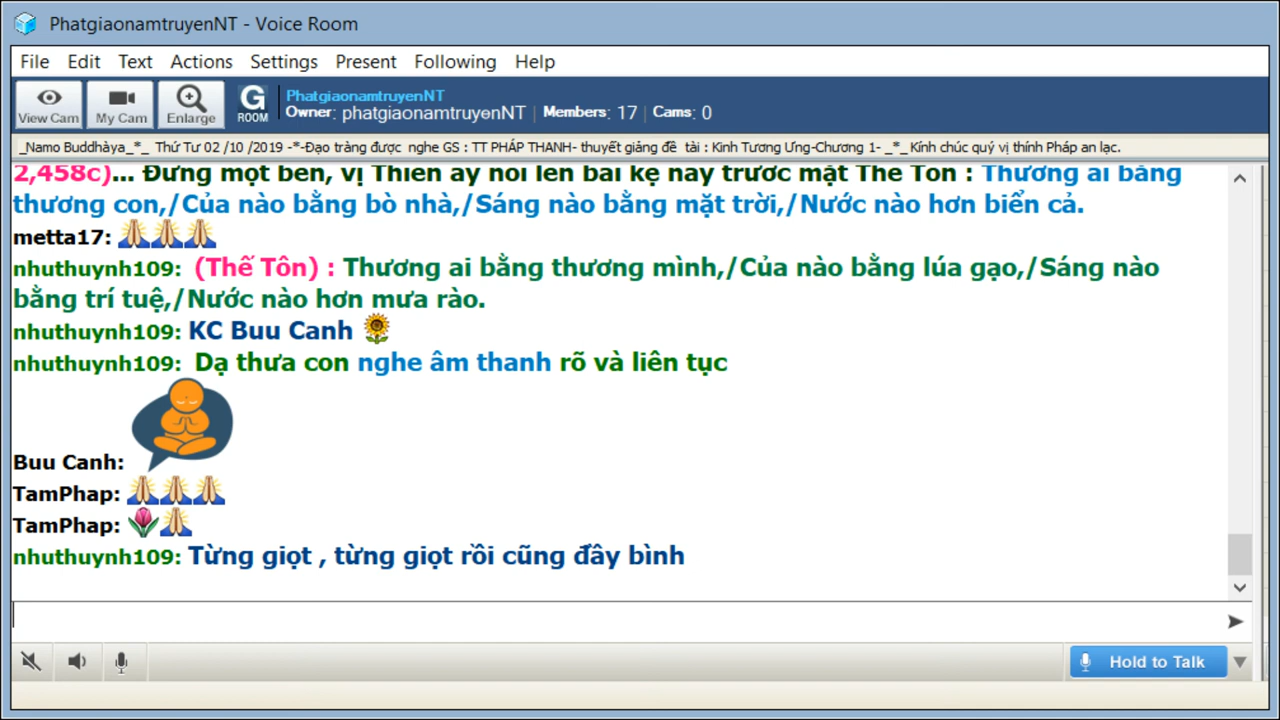 PhatgiaonamtruyenNT - Voice Room
File Edit Text Actions Settings Present Following Help
View Cam My Cam Enlarge G ROOM PhatgiaonamtruyenNT
Owner: phatgiaonamtruyenNT | Members: 17 | Cams: 0
_Namo Buddhàya_*_ Thứ Tư 02 /10 /2019 -*-Đạo tràng được nghe GS : TT PHÁP THANH- thuyết giảng đề tài : Kinh Tương Ưng-Chương 1- _*_ Kính chúc quý vị thính Pháp an lạc.
2,458c)... Đứng một bên, vị Thiên ấy nói lên bài kệ này trước mặt Thế Tôn : Thương ai bằng
thương con,/Của nào bằng bò nhà,/Sáng nào bằng mặt trời,/Nước nào hơn biển cả.
metta17: 🙏🙏🙏
nhuthuynh109: (Thế Tôn) : Thương ai bằng thương mình,/Của nào bằng lúa gạo,/Sáng nào
bằng trí tuệ,/Nước nào hơn mưa rào.
nhuthuynh109: KC Buu Canh 🌻
nhuthuynh109: Dạ thưa con nghe âm thanh rõ và liên tục
Buu Canh:
TamPhap: 🙏🙏🙏
TamPhap: 🌷🙏
nhuthuynh109: Từng giọt , từng giọt rồi cũng đầy bình
Hold to Talk